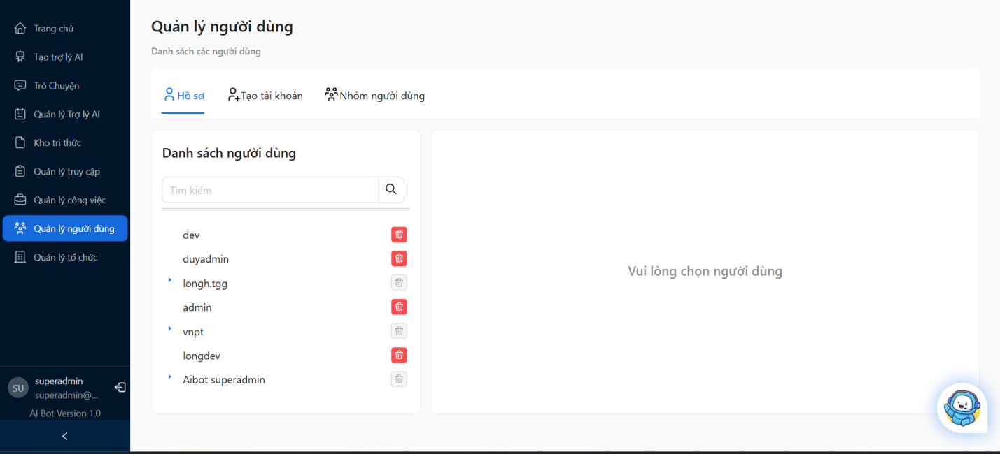 Trang chủ
Tạo trợ lý AI
Trò Chuyện
Quản lý Trợ lý AI
Kho tri thức
Quản lý truy cập
Quản lý công việc
Quản lý người dùng
Quản lý tổ chức
SU
superadmin
superadmin@...
AI Bot Version 1.0
Quản lý người dùng
Danh sách các người dùng
Hồ sơ Tạo tài khoản Nhóm người dùng
Danh sách người dùng
Tìm kiếm
dev
duyadmin
longh.tgg
admin
vnpt
longdev
Aibot superadmin
Vui lòng chọn người dùng